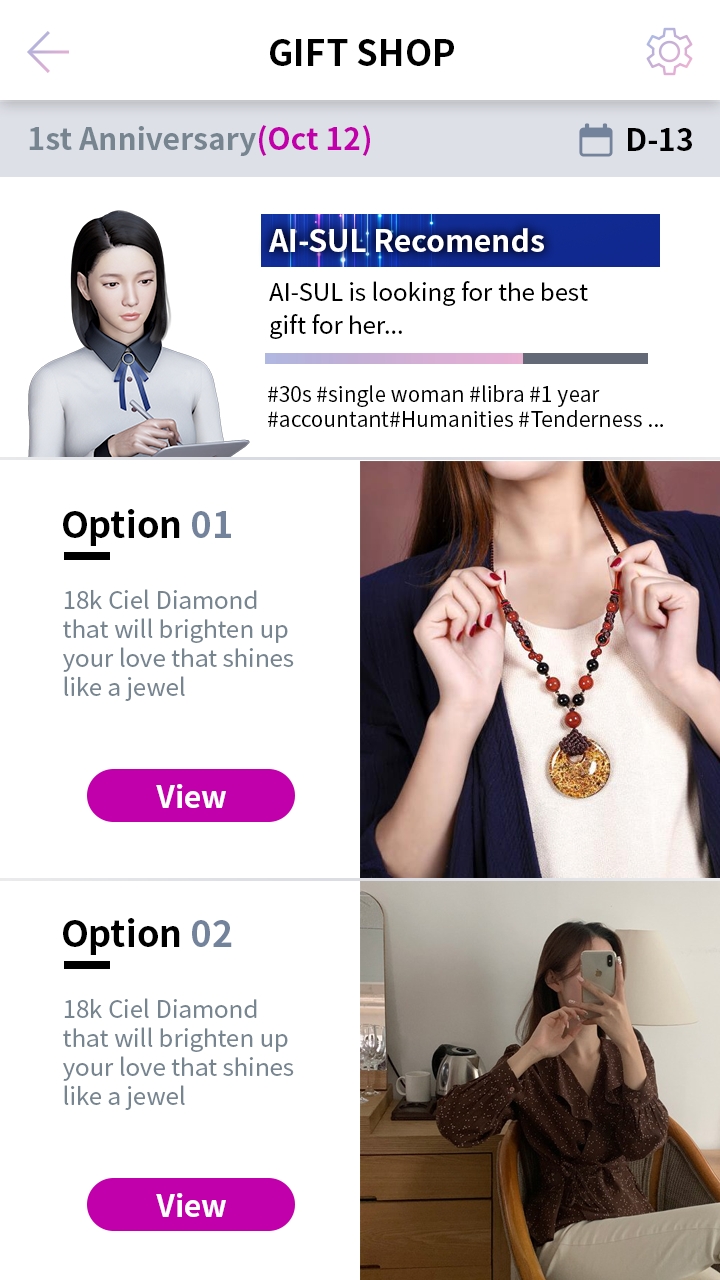 GIFT SHOP
1st Anniversary(Oct 12)
D-13
AI-SUL Recomends
AI-SUL is looking for the best
gift for her...
#30s #single woman #libra #1 year
#accountant#Humanities #Tenderness ...
Option 01
18k Ciel Diamond
that will brighten up
your love that shines
like a jewel
View
Option 02
18k Ciel Diamond
that will brighten up
your love that shines
like a jewel
View